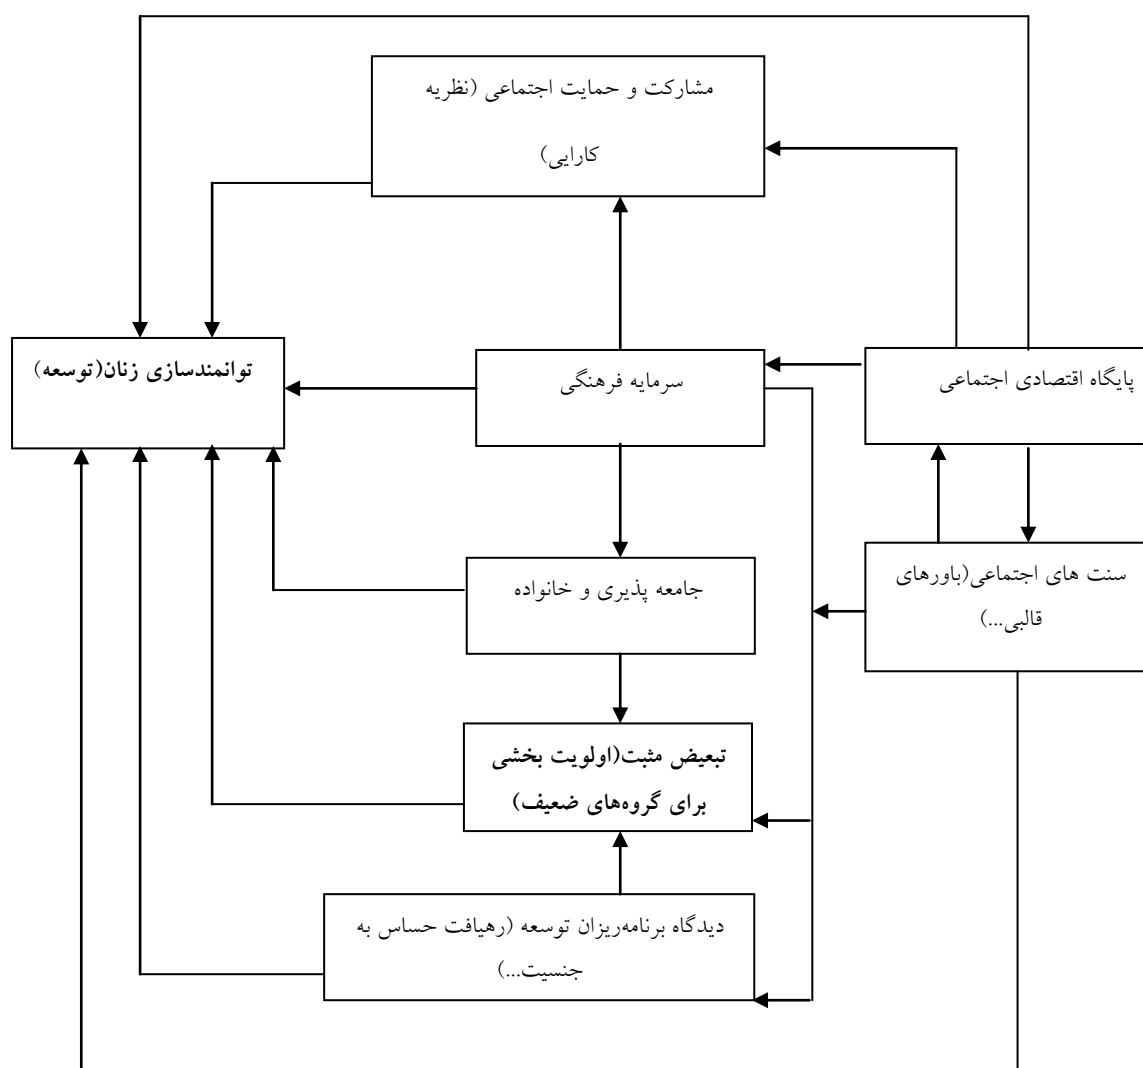 مشارکت و حمایت اجتماعی (نظریه
کارایی)
توانمندسازی زنان(توسعه)
سرمایه فرهنگی
پایگاه اقتصادی اجتماعی
جامعه پذیری و خانواده
سنت های اجتماعی(باورهای
قالبی...)
تبعیض مثبت(اولویت بخشی
برای گروه‌های ضعیف)
دیدگاه برنامه‌ریزان توسعه (رهیافت حساس به
جنسیت...)